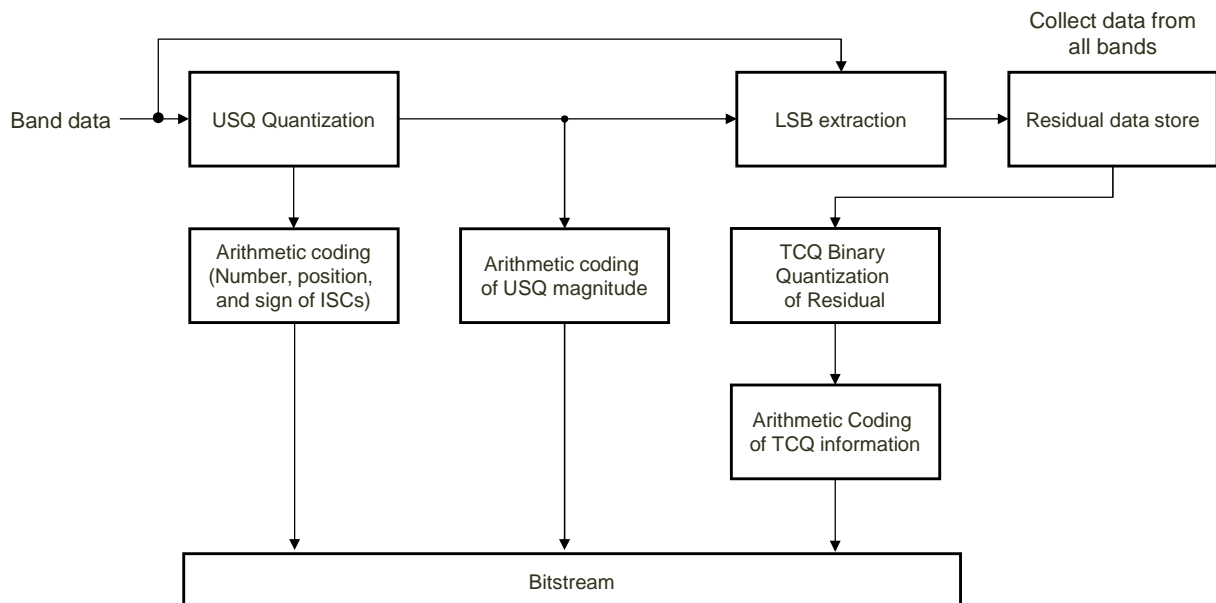 Collect data from
all bands
Band data
USQ Quantization
LSB extraction
Residual data store
Arithmetic coding
(Number, position,
and sign of ISCs)
Arithmetic coding
of USQ magnitude
TCQ Binary
Quantization
of Residual
Arithmetic Coding
of TCQ information
Bitstream